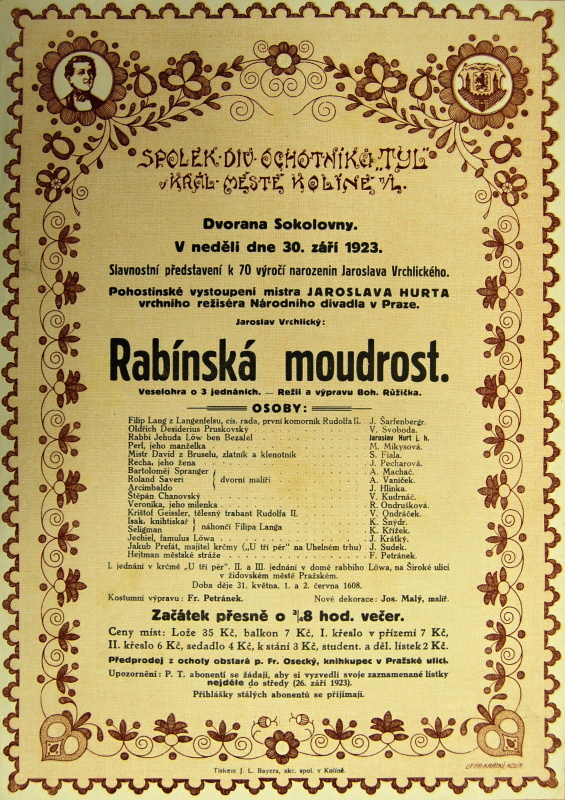 SPOLEK·DIV·OCHOTNÍKŮ „TYL"
V KRÁL·MĚSTĚ KOLÍNĚ N/L.
Dvorana Sokolovny.
V neděli dne 30. září 1923.
Slavnostní představení k 70 výročí narozenin Jaroslava Vrchlického.
Pohostinské vystoupení mistra JAROSLAVA HURTA
vrchního režiséra Národního divadla v Praze.
Jaroslav Vrchlický:
Rabínská moudrost.
Veselohra o 3 jednáních. — Režii a výpravu Boh. Růžička.
OSOBY:
Filip Lang z Langenfelsu, cís. rada, první komorník Rudolfa II. J. Šarfenbergr.
Oldřich Desiderius Pruskovský V. Svoboda.
Rabbi Jehuda Löw ben Bezalel Jaroslav Hurt j. h.
Perl, jeho manželka M. Mikysová.
Mistr David z Bruselu, zlatník a klenotník S. Fiala.
Recha, jeho žena J. Pecharová.
Bartoloměj Spranger A. Machač.
Roland Saveri dvorní malíři A. Vaníček.
Arcimbaldo J. Hlinka.
Štěpán Chanovský V. Kudrnáč.
Veronika, jeho milenka R. Ondrušková.
Krištof Geissler, tělesný trabant Rudolfa II. V. Ondráček.
Isak, knihtiskař K. Šnýdr.
Seligman náhončí Filipa Langa K. Křížek.
Jechiel, famulus Löwa J. Krátký.
Jakub Prefát, majitel krčmy („U tří pér" na Uhelném trhu) J. Sudek.
Hejtman městské stráže F. Petránek.
I. jednání v krčmě „U tří pér". II. a III. jednání v domě rabbiho Löwa, na Široké ulici
v židovském městě Pražském.
Doba děje 31. května, 1. a 2. června 1608.
Kostumní výpravu: Fr. Petránek. Nové dekorace: Jos. Malý, malíř.
Začátek přesně o ¾8 hod. večer.
Ceny míst: Lože 35 Kč, balkon 7 Kč, I. křeslo v přízemí 7 Kč,
II. křeslo 6 Kč, sedadlo 4 Kč, k stání 3 Kč, student. a děl. lístek 2 Kč.
Předprodej z ochoty obstará p. Fr. Osecký, knihkupec v Pražské ulici.
Upozornění: P. T. abonenti se žádají, aby si vyzvedli svoje zaznamenané lístky
nejdéle do středy (26. září 1923).
Přihlášky stálých abonentů se přijímají.
Tiskem J. L. Bayera, akc. spol. v Kolíně.